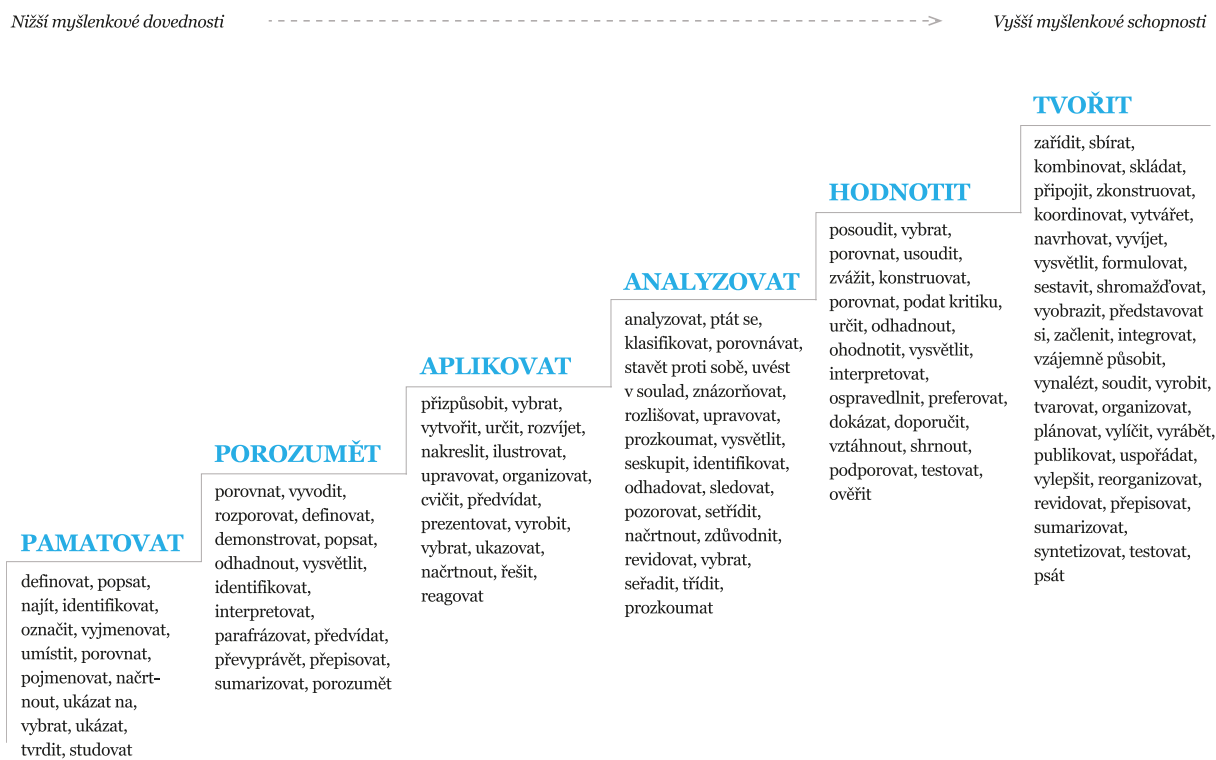 Nižší myšlenkové dovednosti
Vyšší myšlenkové schopnosti
PAMATOVAT
definovat, popsat,
najít, identifikovat,
označit, vyjmenovat,
umístit, porovnat,
pojmenovat, načrt-
nout, ukázat na,
vybrat, ukázat,
tvrdit, studovat
POROZUMĚT
porovnat, vyvodit,
rozporovat, definovat,
demonstrovat, popsat,
odhadnout, vysvětlit,
identifikovat,
interpretovat,
parafrázovat, předvídat,
převyprávět, přepisovat,
sumarizovat, porozumět
APLIKOVAT
přizpůsobit, vybrat,
vytvořit, určit, rozvíjet,
nakreslit, ilustrovat,
upravovat, organizovat,
cvičit, předvídat,
prezentovat, vyrobit,
vybrat, ukazovat,
načrtnout, řešit,
reagovat
ANALYZOVAT
analyzovat, ptát se,
klasifikovat, porovnávat,
stavět proti sobě, uvést
v soulad, znázorňovat,
rozlišovat, upravovat,
prozkoumat, vysvětlit,
seskupit, identifikovat,
odhadovat, sledovat,
pozorovat, setřídit,
načrtnout, zdůvodnit,
revidovat, vybrat,
seřadit, třídit,
prozkoumat
HODNOTIT
posoudit, vybrat,
porovnat, usoudit,
zvážit, konstruovat,
porovnat, podat kritiku,
určit, odhadnout,
ohodnotit, vysvětlit,
interpretovat,
ospravedlnit, preferovat,
dokázat, doporučit,
vztáhnout, shrnout,
podporovat, testovat,
ověřit
TVOŘIT
zařídit, sbírat,
kombinovat, skládat,
připojit, zkonstruovat,
koordinovat, vytvářet,
navrhovat, vyvíjet,
vysvětlit, formulovat,
sestavit, shromažďovat,
vyobrazit, představovat
si, začlenit, integrovat,
vzájemně působit,
vynalézt, soudit, vyrobit,
tvarovat, organizovat,
plánovat, vylíčit, vyrábět,
publikovat, uspořádat,
vylepšit, reorganizovat,
revidovat, přepisovat,
sumarizovat,
syntetizovat, testovat,
psát